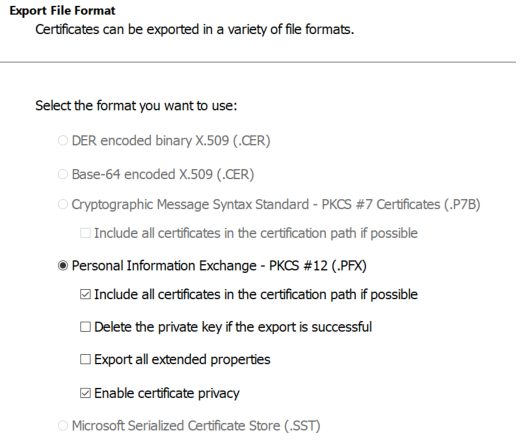 Export File Format
Certificates can be exported in a variety of file formats.
Select the format you want to use:
DER encoded binary X.509 (.CER)
Base-64 encoded X.509 (.CER)
Cryptographic Message Syntax Standard - PKCS #7 Certificates (.P7B)
Include all certificates in the certification path if possible
Personal Information Exchange - PKCS #12 (.PFX)
Include all certificates in the certification path if possible
Delete the private key if the export is successful
Export all extended properties
Enable certificate privacy
Microsoft Serialized Certificate Store (.SST)